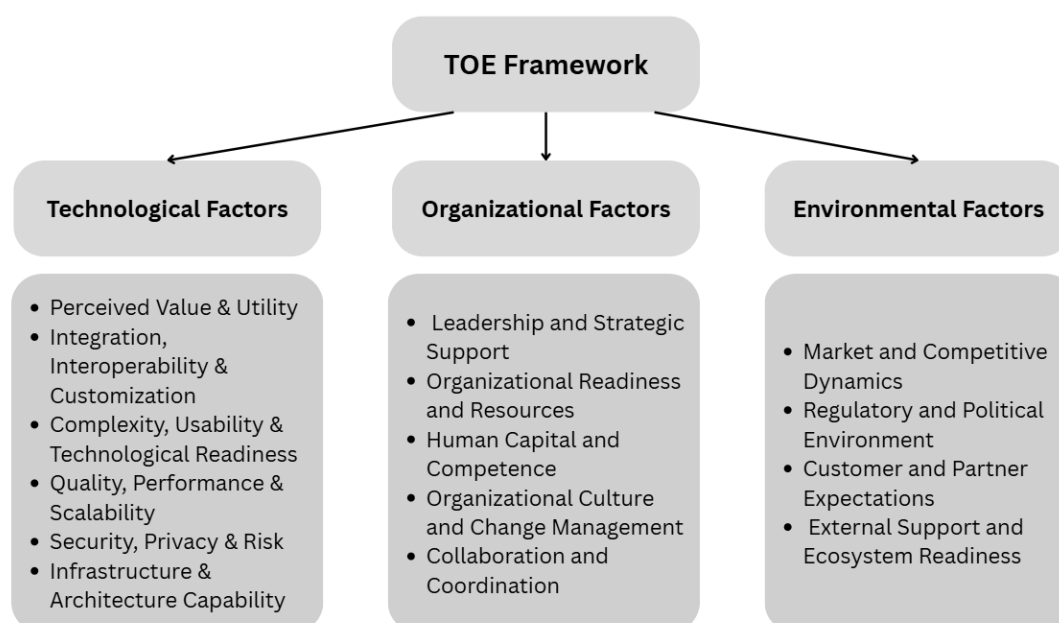 TOE Framework
Technological Factors
Organizational Factors
Environmental Factors
• Perceived Value & Utility
• Integration,
Interoperability &
Customization
• Complexity, Usability &
Technological Readiness
• Quality, Performance &
Scalability
• Security, Privacy & Risk
• Infrastructure &
Architecture Capability
• Leadership and Strategic
Support
• Organizational Readiness
and Resources
• Human Capital and
Competence
• Organizational Culture
and Change Management
• Collaboration and
Coordination
• Market and Competitive
Dynamics
• Regulatory and Political
Environment
• Customer and Partner
Expectations
• External Support and
Ecosystem Readiness